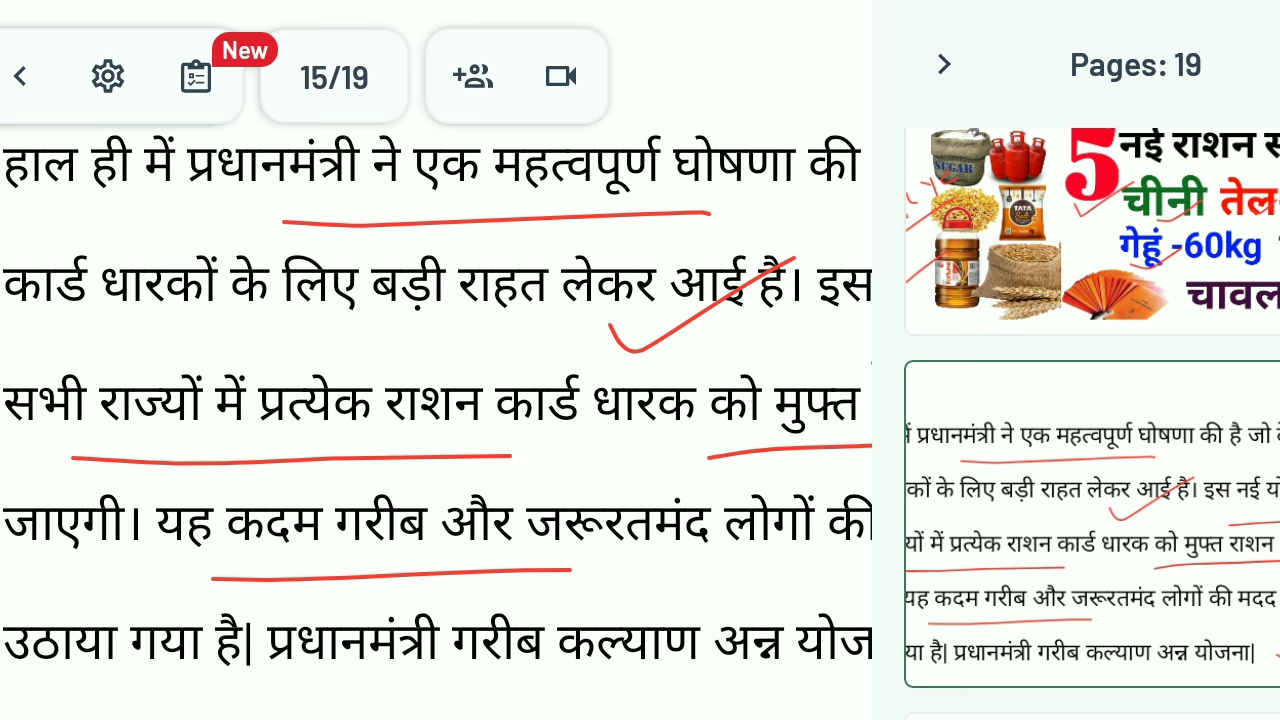 New
15/19
Pages: 19
हाल ही में प्रधानमंत्री ने एक महत्वपूर्ण घोषणा की
कार्ड धारकों के लिए बड़ी राहत लेकर आई है। इस
सभी राज्यों में प्रत्येक राशन कार्ड धारक को मुफ्त
जाएगी। यह कदम गरीब और जरूरतमंद लोगों की
उठाया गया है| प्रधानमंत्री गरीब कल्याण अन्न
SUGAR
TATA
Salt
5 नई राशन
चीनी तेल
गेहूं -60kg
चावल
में प्रधानमंत्री ने एक महत्वपूर्ण घोषणा की है जो
कों के लिए बड़ी राहत लेकर आई है। इस नई
यों में प्रत्येक राशन कार्ड धारक को मुफ्त राशन
यह कदम गरीब और जरूरतमंद लोगों की मदद
या है| प्रधानमंत्री गरीब कल्याण अन्न योजना|